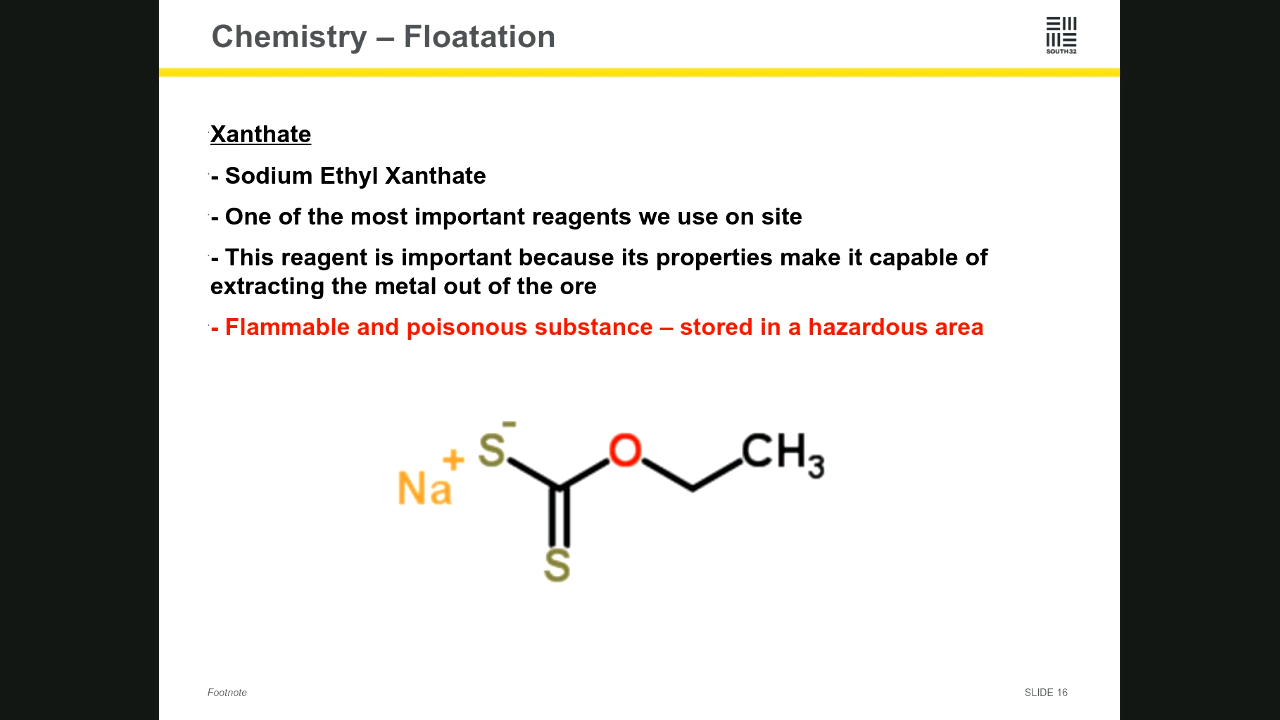 Chemistry – Floatation
SOUTH32
Xanthate
- Sodium Ethyl Xanthate
- One of the most important reagents we use on site
- This reagent is important because its properties make it capable of
extracting the metal out of the ore
- Flammable and poisonous substance – stored in a hazardous area
Na+ S- O CH3
S
Footnote
SLIDE 16